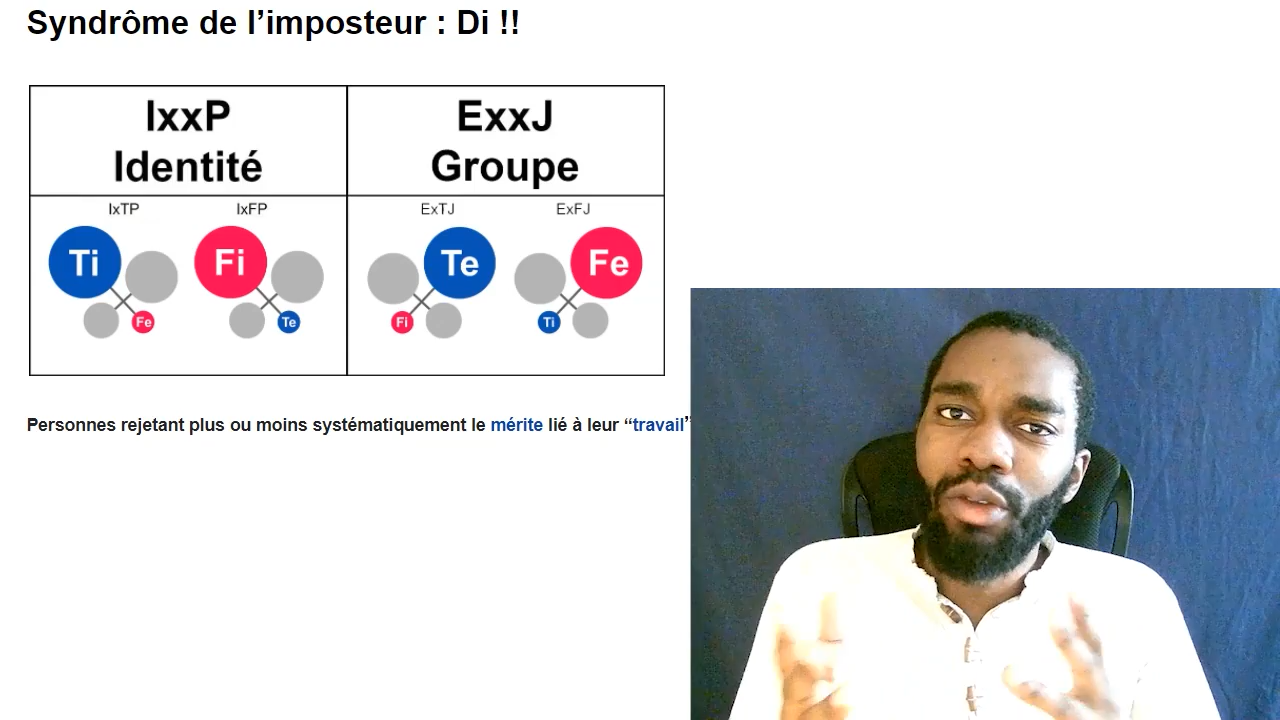 Syndrôme de l’imposteur : Di !!
IxxP
Identité
ExxJ
Groupe
IxTP
IxFP
ExTJ
ExFJ
Ti
Fi
Te
Fe
Fe
Te
Fi
Ti
Personnes rejetant plus ou moins systématiquement le mérite lié à leur “travail”